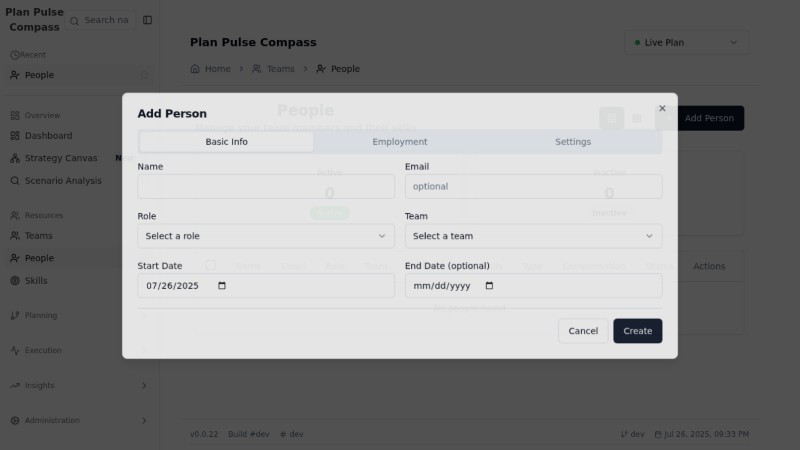 Plan Pulse
Compass
Search na
Recent
People
Overview
Dashboard
Strategy Canvas
Scenario Analysis
Resources
Teams
People
Skills
Planning
Execution
Insights
Administration
Plan Pulse Compass
Live Plan
Home > Teams > People
People
Add Person
Active
Inactive
0
0
Inactive
Actions
Add Person
Basic Info
Employment
Settings
Name
Email
optional
Role
Team
Select a role
Select a team
Start Date
End Date (optional)
07/26/2025
mm/dd/yyyy
Cancel
Create
v0.0.22
Build #dev
# dev
dev
Jul 26, 2025, 09:33 PM